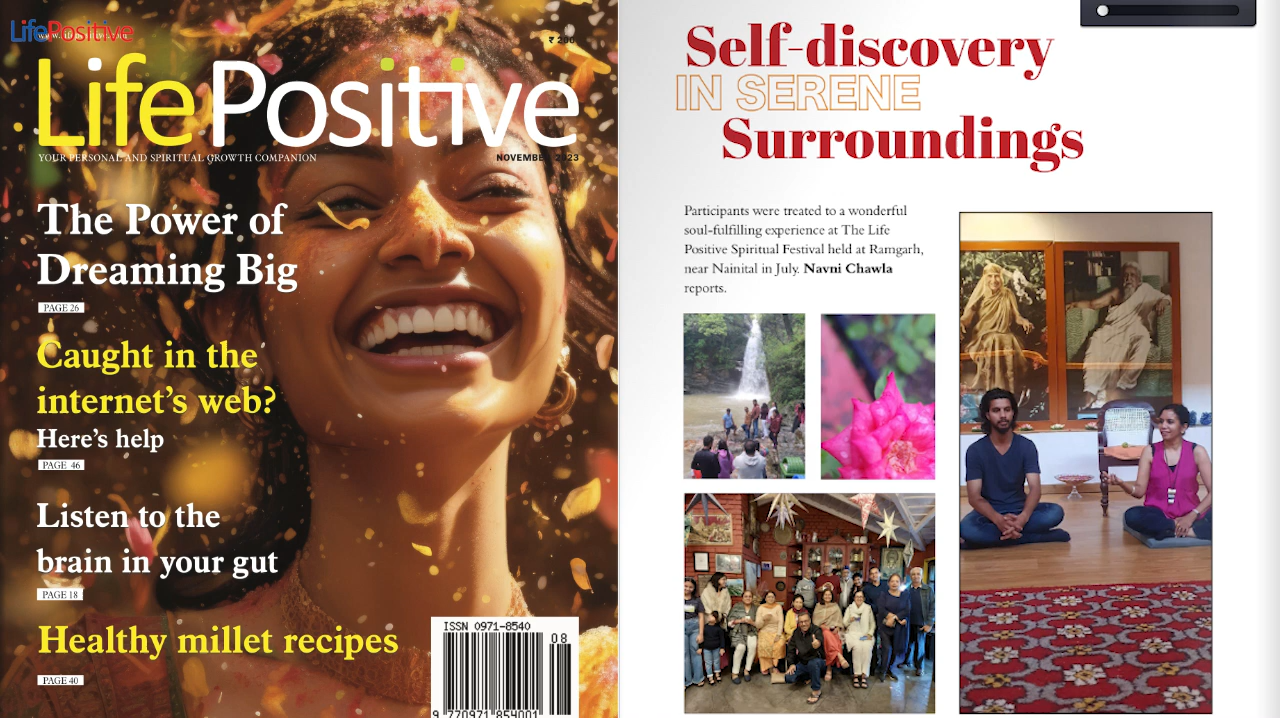 LifePositive
LifePositive
₹ 200
YOUR PERSONAL AND SPIRITUAL GROWTH COMPANION
NOVEMBER 2023
The Power of
Dreaming Big
PAGE 26
Caught in the
internet’s web?
Here’s help
PAGE 46
Listen to the
brain in your gut
PAGE 18
Healthy millet recipes
PAGE 40
ISSN 0971-8540
08
9 770971 854001
Self-discovery
IN SERENE
Surroundings
Participants were treated to a wonderful
soul-fulfilling experience at The Life
Positive Spiritual Festival held at Ramgarh,
near Nainital in July. Navni Chawla
reports.